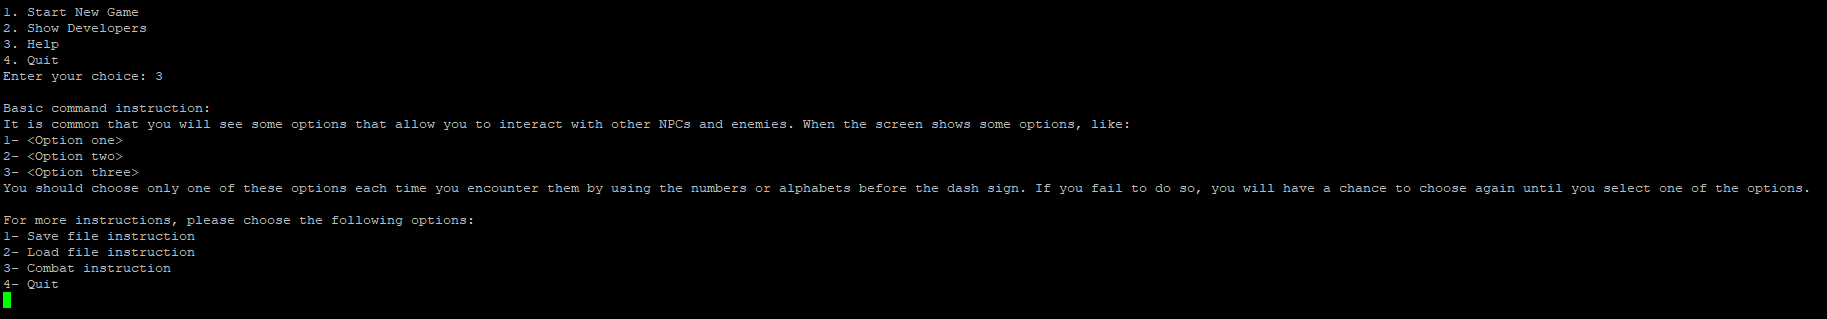 1. Start New Game
2. Show Developers
3. Help
4. Quit
Enter your choice: 3
Basic command instruction:
It is common that you will see some options that allow you to interact with other NPCs and enemies. When the screen shows some options, like:
1- <Option one>
2- <Option two>
3- <Option three>
You should choose only one of these options each time you encounter them by using the numbers or alphabets before the dash sign. If you fail to do so, you will have a chance to choose again until you select one of the options.
For more instructions, please choose the following options:
1- Save file instruction
2- Load file instruction
3- Combat instruction
4- Quit